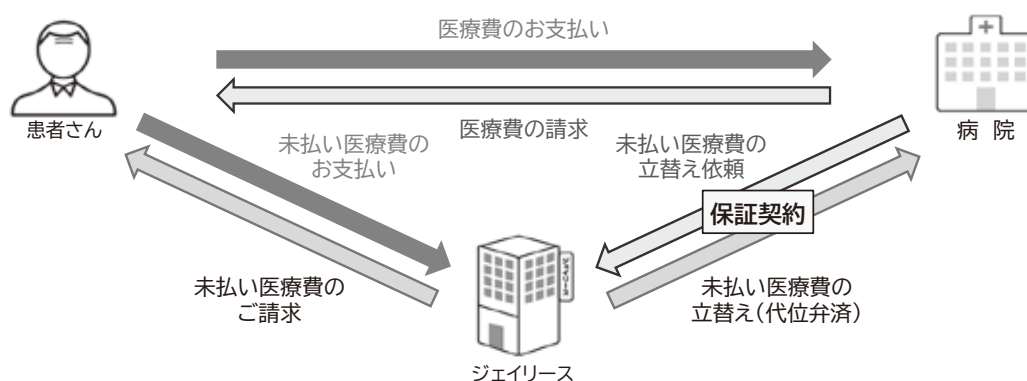 医療費のお支払い
医療費の請求
患者さん
病 院
未払い医療費の
お支払い
未払い医療費の
立替え依頼
保証契約
未払い医療費の
ご請求
未払い医療費の
立替え(代位弁済)
ジェイリース